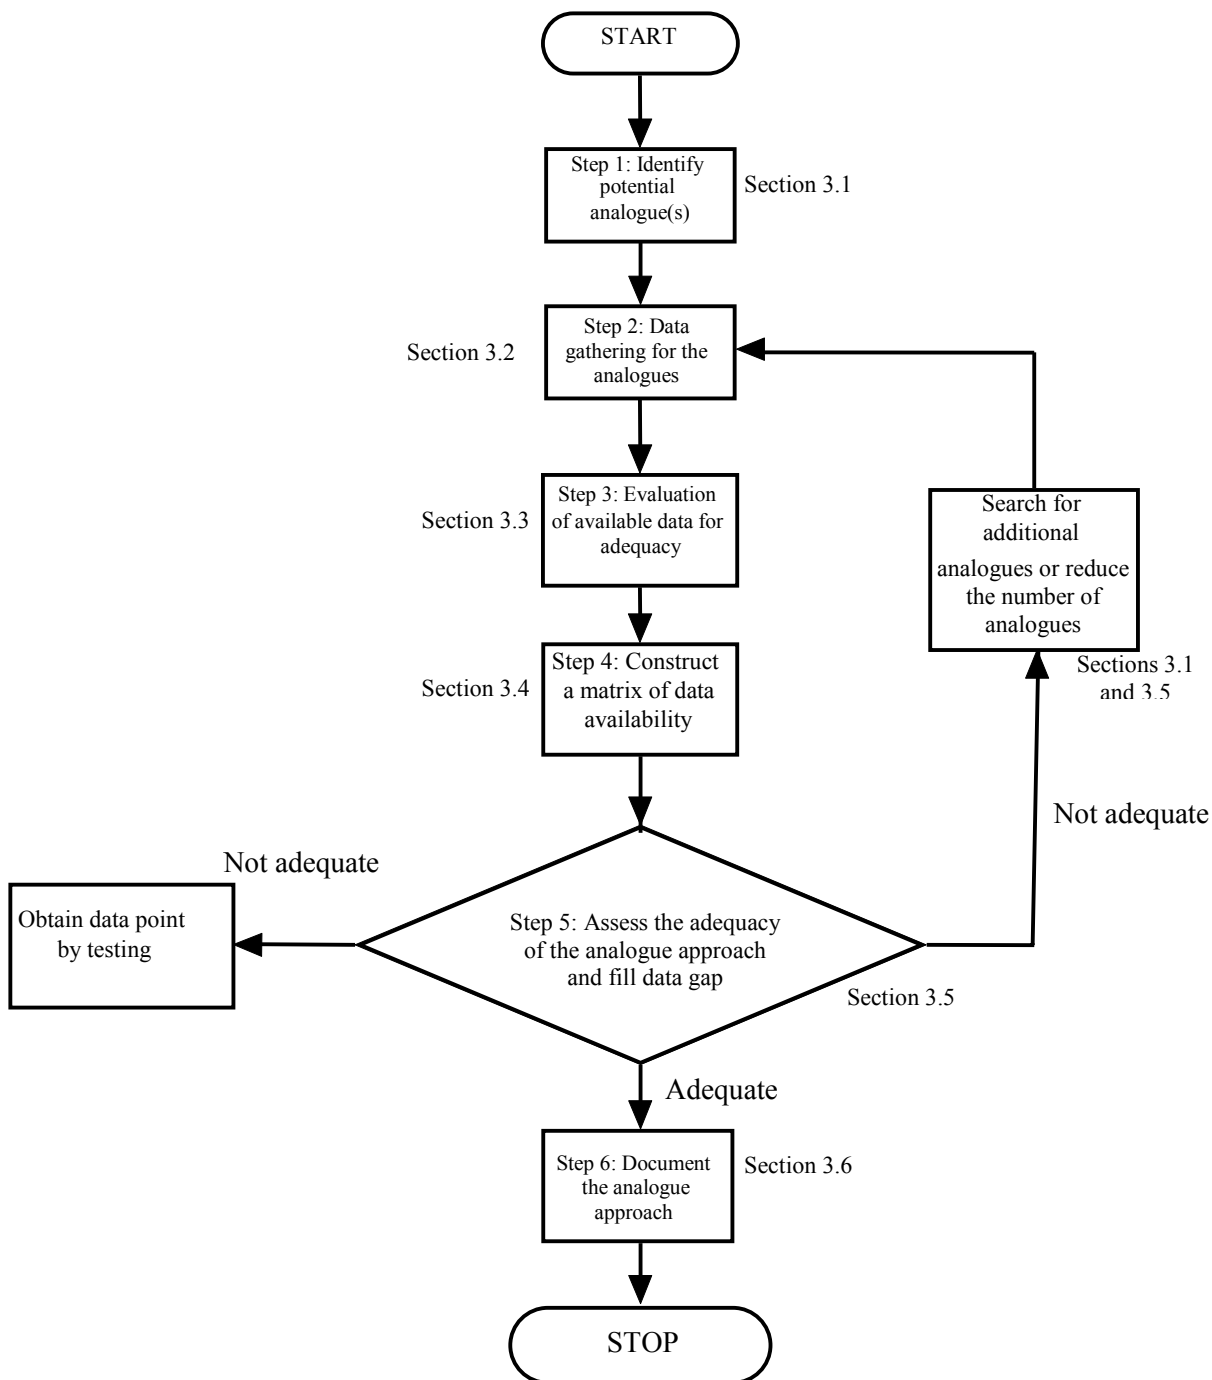 START
Step 1: Identify
potential
analogue(s)
Section 3.1
Step 2: Data
gathering for the
analogues
Section 3.2
Step 3: Evaluation
of available data for
adequacy
Section 3.3
Search for
additional
analogues or reduce
the number of
analogues
Sections 3.1
and 3.5
Step 4: Construct
a matrix of data
availability
Section 3.4
Not adequate
Not adequate
Obtain data point
by testing
Step 5: Assess the adequacy
of the analogue approach
and fill data gap
Section 3.5
Adequate
Step 6: Document
the analogue
approach
Section 3.6
STOP